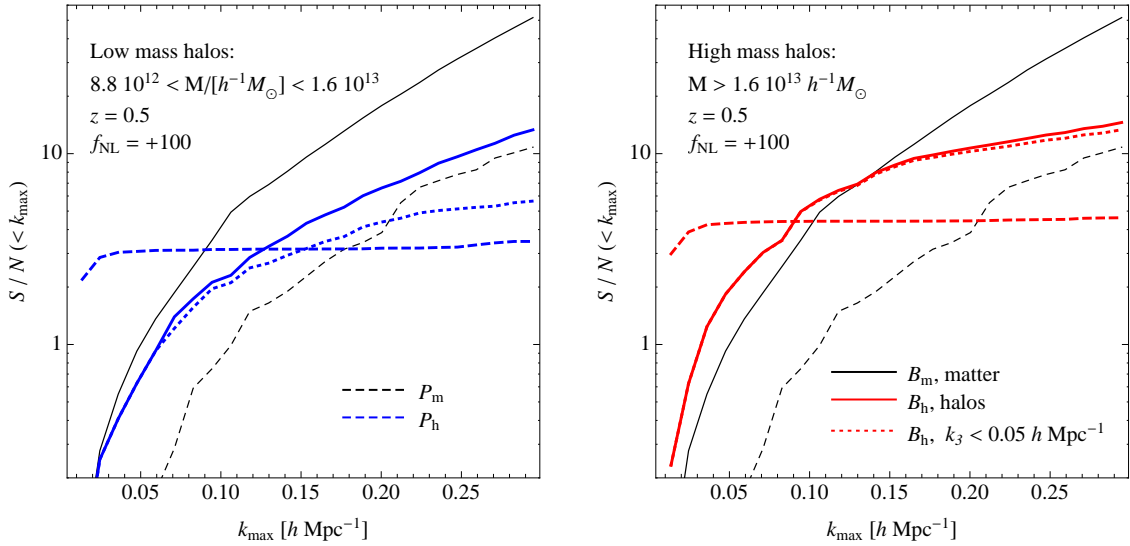 Low mass halos:
8.8 10^12 < M/[h^−1 M_⊙] < 1.6 10^13
z = 0.5
f_NL = +100
10
1
S / N (< k_max)
P_m
P_h
0.05 0.10 0.15 0.20 0.25
k_max [h Mpc^−1]
High mass halos:
M > 1.6 10^13 h^−1 M_⊙
z = 0.5
f_NL = +100
10
1
S / N (< k_max)
B_m, matter
B_h, halos
B_h, k_3 < 0.05 h Mpc^−1
0.05 0.10 0.15 0.20 0.25
k_max [h Mpc^−1]